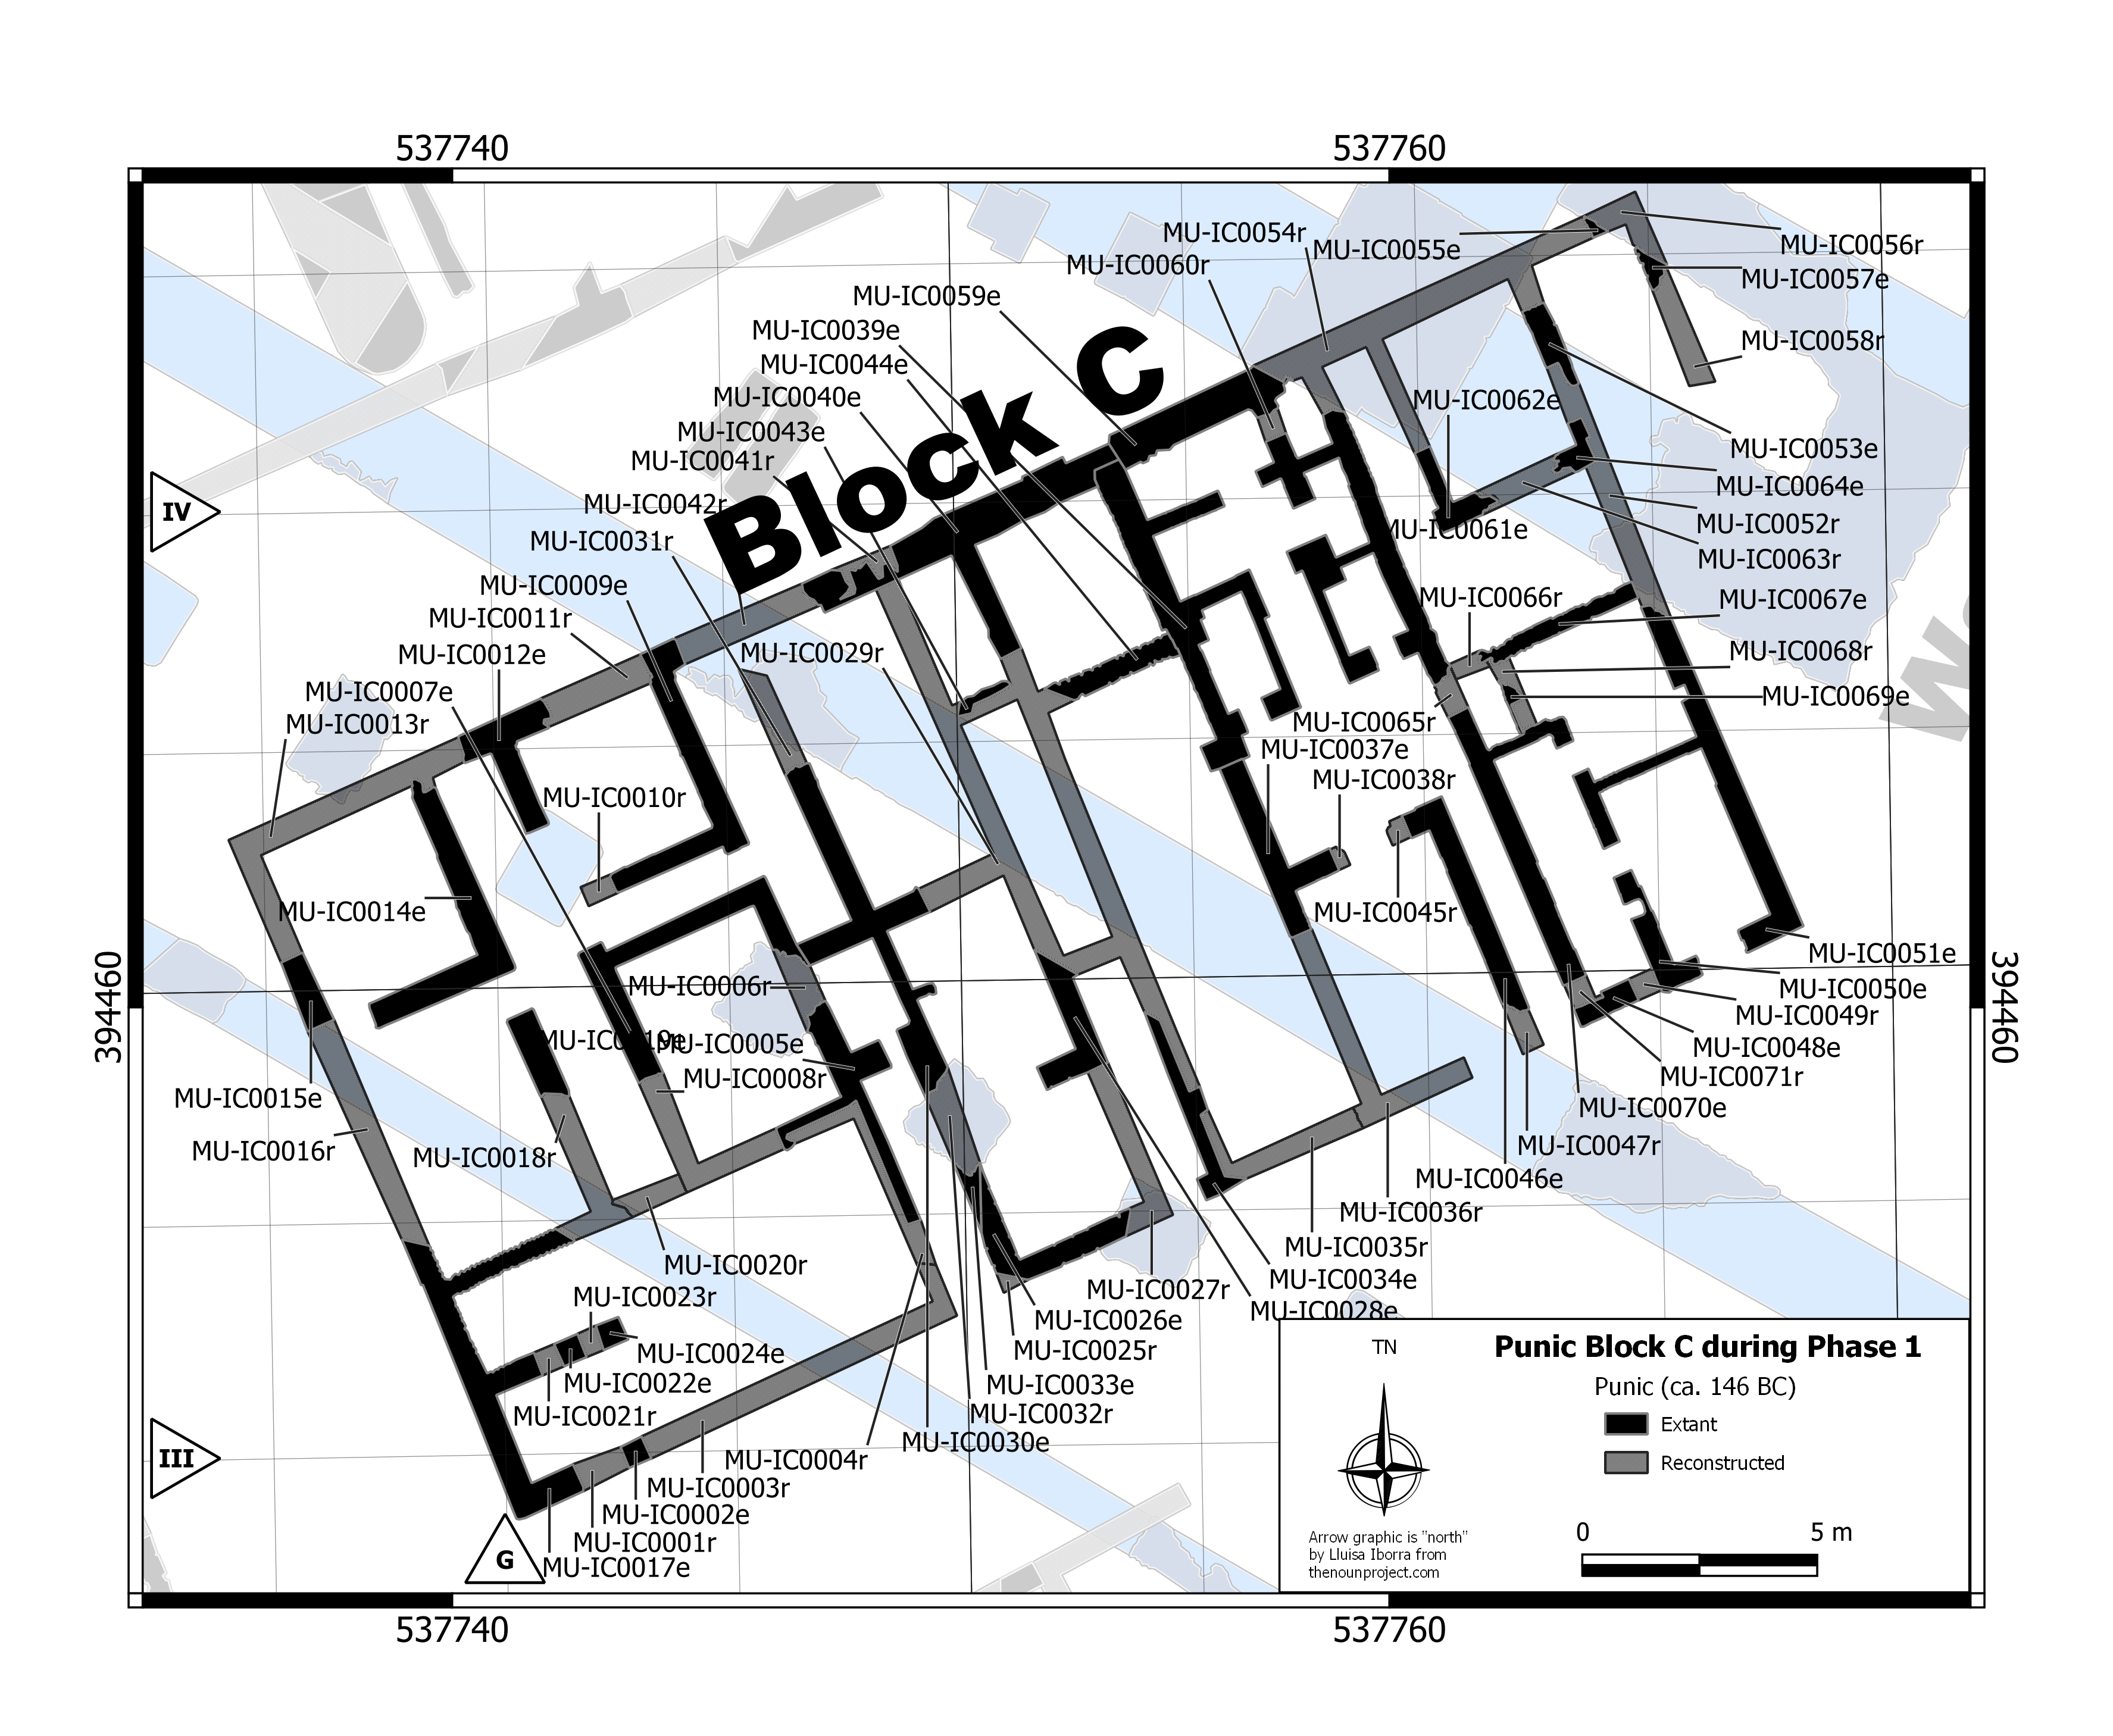 537740
537760
MU-IC0054r
MU-IC0055e
MU-IC0056r
MU-IC0060r
MU-IC0057e
MU-IC0059e
MU-IC0039e
MU-IC0058r
MU-IC0044e
MU-IC0040e
MU-IC0062e
MU-IC0043e
MU-IC0053e
MU-IC0041r
MU-IC0064e
Block C
MU-IC0042r
IV
MU-IC0052r
MU-IC0061e
MU-IC0031r
MU-IC0063r
MU-IC0009e
MU-IC0066r
MU-IC0067e
MU-IC0011r
MU-IC0012e
MU-IC0029r
MU-IC0068r
MU-IC0007e
MU-IC0069e
MU-IC0013r
MU-IC0065r
MU-IC0037e
MU-IC0038r
MU-IC0010r
MU-IC0014e
MU-IC0045r
MU-IC0051e
MU-IC0006r
MU-IC0050e
394460
394460
MU-IC0049r
MU-IC0019e
MU-IC0005e
MU-IC0048e
MU-IC0008r
MU-IC0071r
MU-IC0015e
MU-IC0070e
MU-IC0016r
MU-IC0018r
MU-IC0047r
MU-IC0046e
MU-IC0036r
MU-IC0035r
MU-IC0020r
MU-IC0034e
MU-IC0027r
MU-IC0023r
MU-IC0028e
MU-IC0026e
MU-IC0024e
MU-IC0025r
MU-IC0022e
MU-IC0033e
MU-IC0021r
MU-IC0032r
MU-IC0030e
III
MU-IC0004r
MU-IC0003r
MU-IC0002e
MU-IC0001r
G
MU-IC0017e
TN
Punic Block C during Phase 1
Punic (ca. 146 BC)
Extant
Reconstructed
Arrow graphic is "north"
by Lluisa Iborra from
thenounproject.com
0
5 m
537740
537760